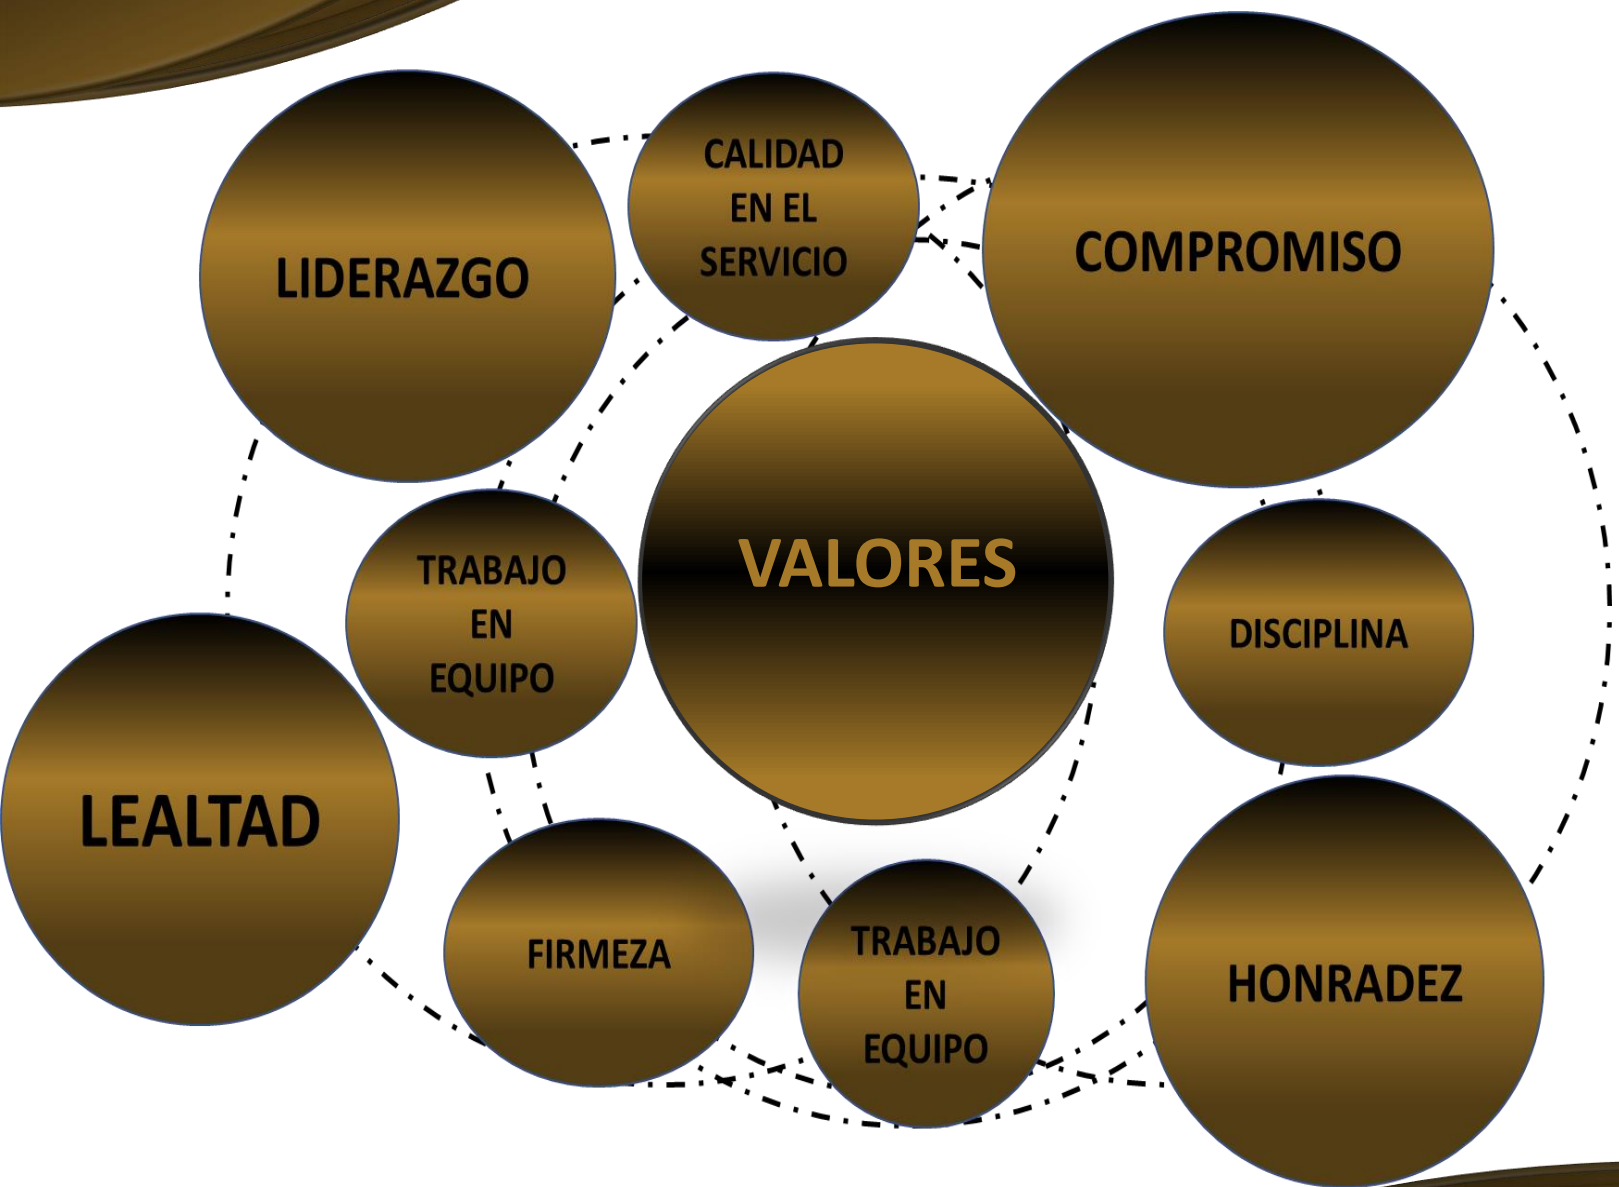 LIDERAZGO
CALIDAD
EN EL
SERVICIO
COMPROMISO
VALORES
TRABAJO
EN
EQUIPO
DISCIPLINA
LEALTAD
FIRMEZA
TRABAJO
EN
EQUIPO
HONRADEZ